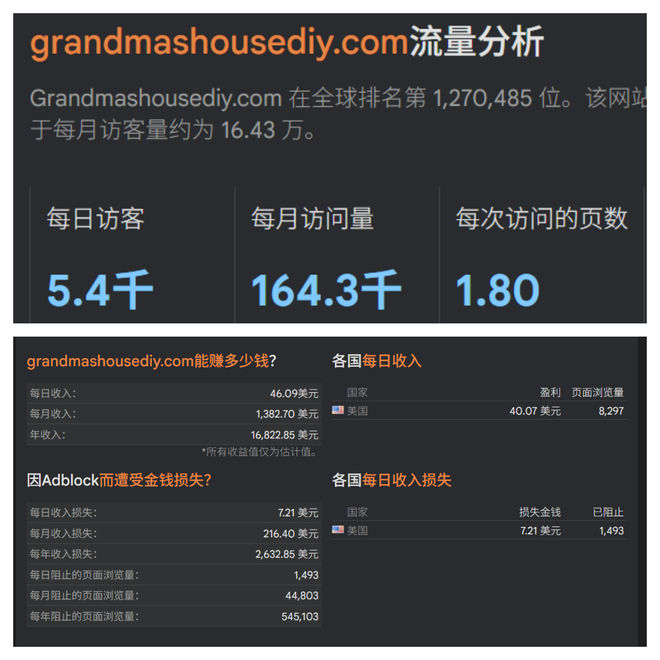 grandmashousediy.com流量分析
Grandmashousediy.com 在全球排名第 1,270,485 位。该网站
于每月访客量约为 16.43 万。
每日访客
5.4千
每月访问量
164.3千
每次访问的页数
1.80
grandmashousediy.com能赚多少钱?
每日收入: 46.09美元
每月收入: 1,382.70 美元
年收入: 16,822.85 美元
*所有收益值仅为估计值。
各国每日收入
国家 盈利 页面浏览量
美国 40.07 美元 8,297
因Adblock而遭受金钱损失?
每日收入损失: 7.21 美元
每月收入损失: 216.40 美元
每年收入损失: 2,632.85 美元
每日阻止的页面浏览量: 1,493
每月阻止的页面浏览量: 44,803
每年阻止的页面浏览量: 545,103
各国每日收入损失
国家 损失金钱 已阻止
美国 7.21 美元 1,493